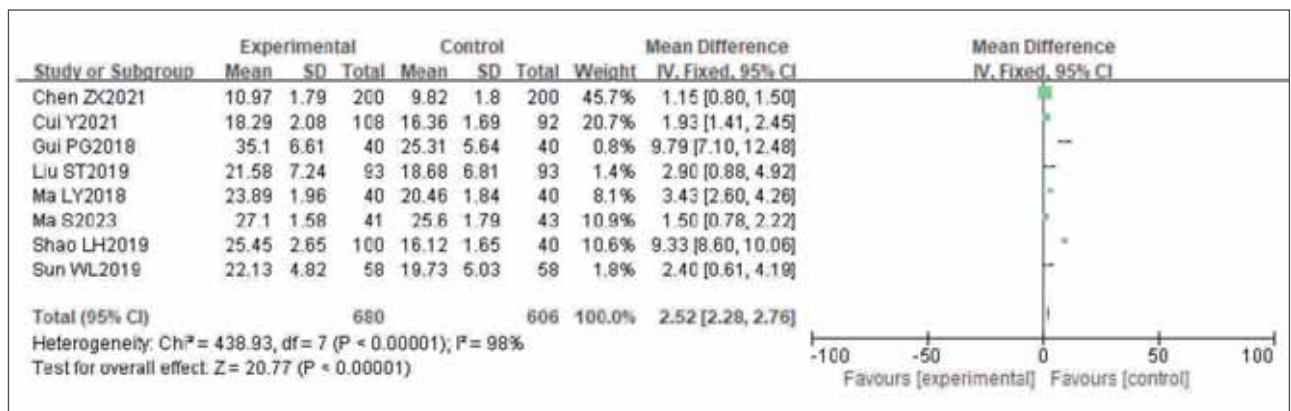 Experimental Control Mean Difference Mean Difference
Study or Subgroup Mean SD Total Mean SD Total Weight IV, Fixed, 95% CI IV, Fixed, 95% CI
Chen ZX2021 10.97 1.79 200 9.82 1.8 200 45.7% 1.15 [0.80, 1.50]
Cui Y2021 18.29 2.08 108 16.36 1.69 92 20.7% 1.93 [1.41, 2.45]
Gui PG2018 35.1 6.61 40 25.31 5.64 40 0.8% 9.79 [7.10, 12.48]
Liu ST2019 21.58 7.24 93 18.68 6.81 93 1.4% 2.90 [0.88, 4.92]
Ma LY2018 23.89 1.96 40 20.46 1.84 40 8.1% 3.43 [2.60, 4.26]
Ma S2023 27.1 1.58 41 25.6 1.79 43 10.9% 1.50 [0.78, 2.22]
Shao LH2019 25.45 2.65 100 16.12 1.65 40 10.6% 9.33 [8.60, 10.06]
Sun WL2019 22.13 4.82 58 19.73 5.03 58 1.8% 2.40 [0.61, 4.19]
Total (95% CI) 680 606 100.0% 2.52 [2.28, 2.76]
Heterogeneity: Chi² = 438.93, df = 7 (P < 0.00001); I² = 98%
Test for overall effect: Z = 20.77 (P < 0.00001)
-100 -50 0 50 100
Favours [experimental] Favours [control]